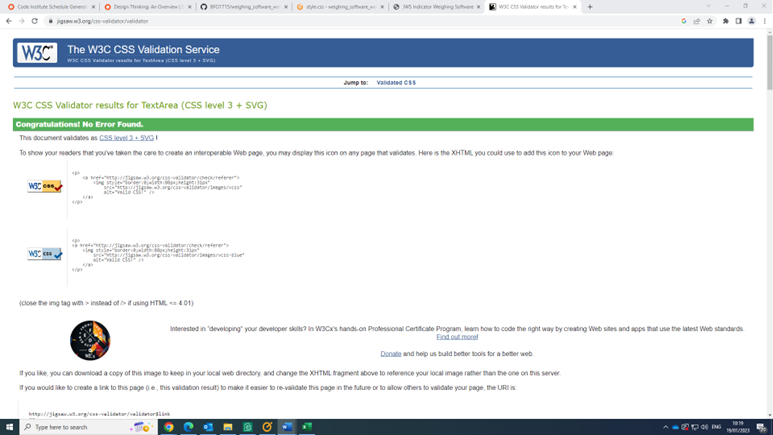 Code Institute Schedule Generat
Design Thinking: An Overview |
BFD1715/weighing_software_w
style.css - weighing_software_w
JWS Indicator Weighing Software
W3C CSS Validator results for Tex
jigsaw.w3.org/css-validator/validator
W3C
The W3C CSS Validation Service
W3C CSS Validator results for TextArea (CSS level 3 + SVG)
Jump to: Validated CSS
W3C CSS Validator results for TextArea (CSS level 3 + SVG)
Congratulations! No Error Found.
This document validates as CSS level 3 + SVG !
To show your readers that you've taken the care to create an interoperable Web page, you may display this icon on any page that validates. Here is the XHTML you could use to add this icon to your Web page:
<p>
<a href="http://jigsaw.w3.org/css-validator/check/referer">
<img style="border:0;width:88px;height:31px"
src="http://jigsaw.w3.org/css-validator/images/vcss"
alt="Valid CSS!" />
</a>
</p>
W3C CSS
<p>
<a href="http://jigsaw.w3.org/css-validator/check/referer">
<img style="border:0;width:88px;height:31px"
src="http://jigsaw.w3.org/css-validator/images/vcss-blue"
alt="Valid CSS!" />
</a>
</p>
W3C CSS
(close the img tag with > instead of /> if using HTML <= 4.01)
W3Cx
Interested in "developing" your developer skills? In W3Cx's hands-on Professional Certificate Program, learn how to code the right way by creating Web sites and apps that use the latest Web standards.
Find out more!
Donate and help us build better tools for a better web.
If you like, you can download a copy of this image to keep in your local web directory, and change the XHTML fragment above to reference your local image rather than the one on this server.
If you would like to create a link to this page (i.e., this validation result) to make it easier to re-validate this page in the future or to allow others to validate your page, the URI is:
http://jigsaw.w3.org/css-validator/validator$link
Type here to search
ENG
10:19
19/01/2023